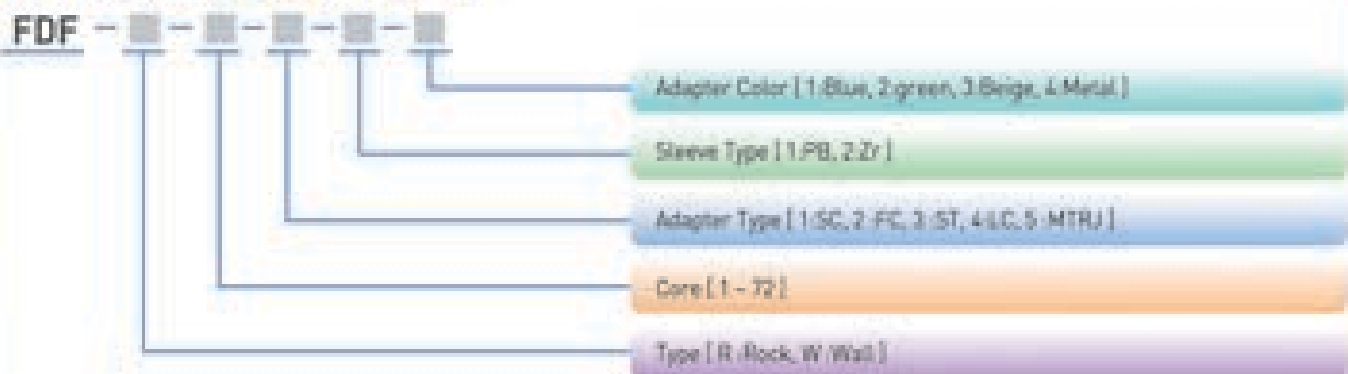 FDF - ■ - ■ - ■ - ■ - ■
Adapter Color [ 1:Blue, 2:green, 3:Beige, 4:Metal ]
Sleeve Type [ 1:PB, 2:Zr ]
Adapter Type [ 1:SC, 2:FC, 3:ST, 4:LC, 5:MTRJ ]
Core [ 1 ~ 72 ]
Type [ R:Rock, W:Wall ]